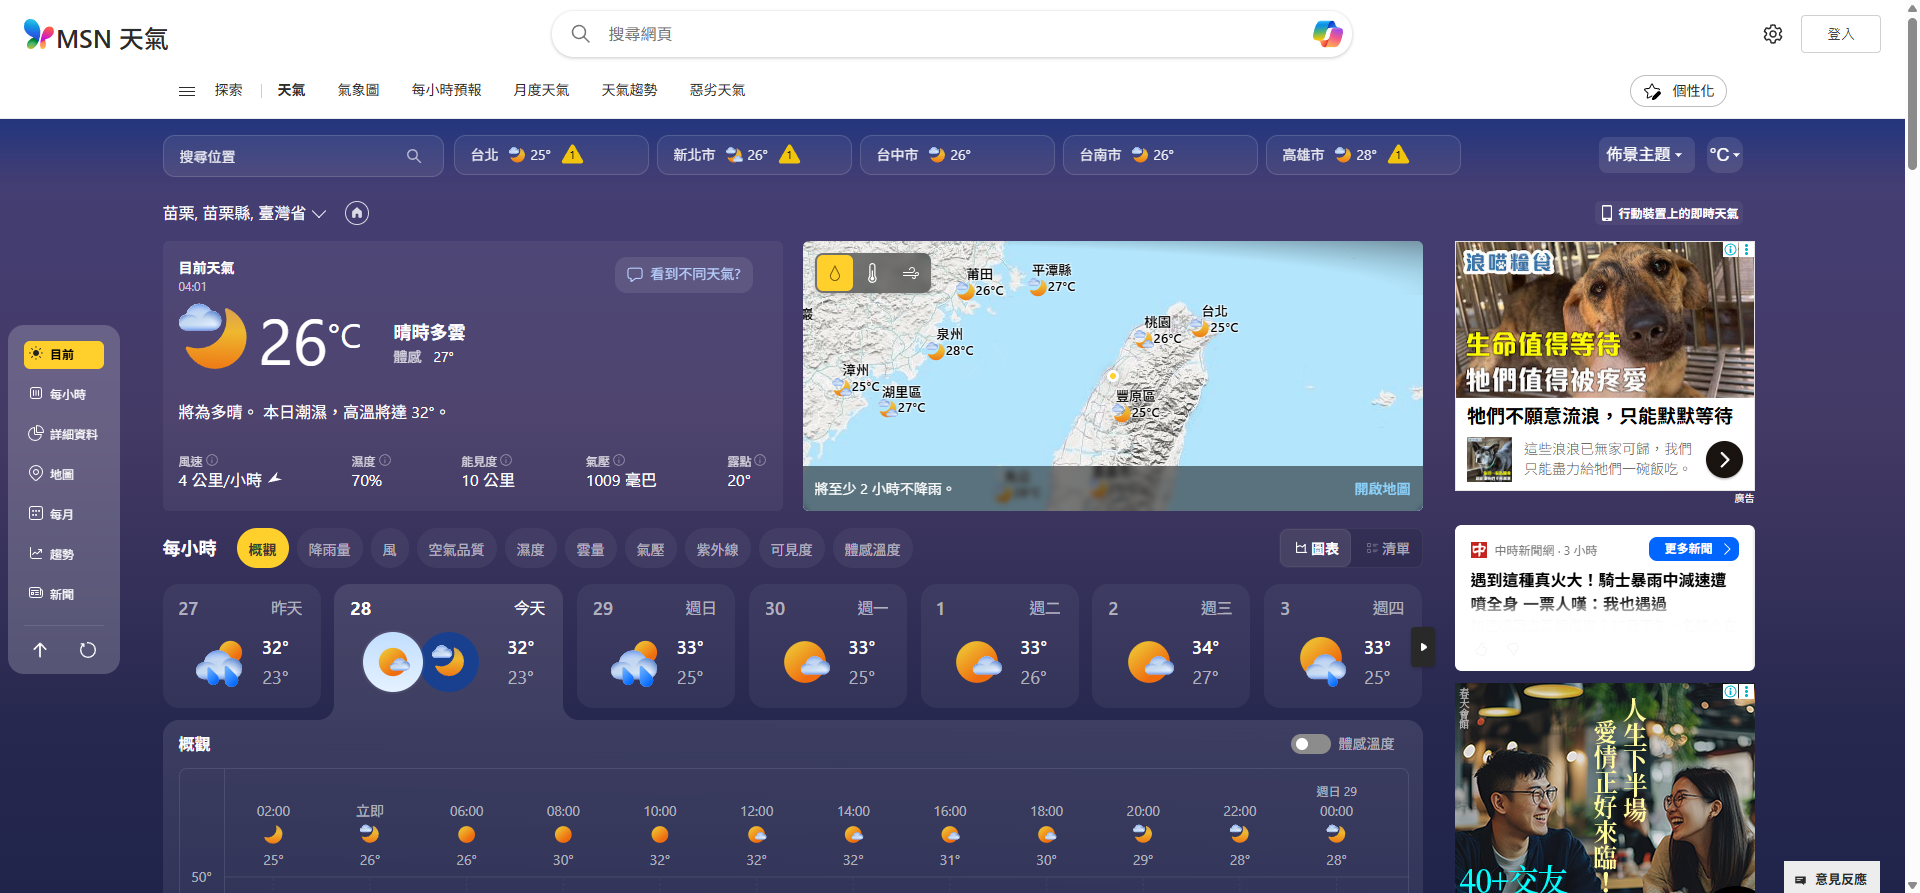 MSN 天氣
搜尋網頁
登入
探索
天氣
氣象圖
每小時預報
月度天氣
天氣趨勢
惡劣天氣
個性化
搜尋位置
台北 25° 1
新北市 26° 1
台中市 26°
台南市 26°
高雄市 28° 1
佈景主題
°C
苗栗, 苗栗縣, 臺灣省
行動裝置上的即時天氣
目前
每小時
詳細資料
地圖
每月
趨勢
新聞
目前天氣
04:01
看到不同天氣?
26°C
晴時多雲
體感 27°
將為多晴。 本日潮濕，高溫將達 32°。
風速
4 公里/小時
濕度
70%
能見度
10 公里
氣壓
1009 毫巴
露點
20°
莆田
26°C
平潭縣
27°C
泉州
28°C
漳州
25°C
湖里區
27°C
台北
25°C
桃園
26°C
豐原區
25°C
將至少 2 小時不降雨。
開啟地圖
浪喵糧食
生命值得等待
牠們值得被疼愛
牠們不願意流浪，只能默默等待
這些浪浪已無家可歸，我們
只能盡力給牠們一碗飯吃。
廣告
每小時
概觀
降雨量
風
空氣品質
濕度
雲量
氣壓
紫外線
可見度
體感溫度
圖表
清單
27 昨天
32°
23°
28 今天
32°
23°
29 週日
33°
25°
30 週一
33°
25°
1 週二
33°
26°
2 週三
34°
27°
3 週四
33°
25°
中時新聞網 · 3 小時
更多新聞
遇到這種真火大！騎士暴雨中減速遭
噴全身 一票人嘆：我也遇過
概觀
體感溫度
週日 29
02:00 立即 06:00 08:00 10:00 12:00 14:00 16:00 18:00 20:00 22:00 00:00
25° 26° 26° 30° 32° 32° 32° 31° 30° 29° 28° 28°
50°
春天會館
人生下半場
愛情正好來臨！
40+交友
意見反應